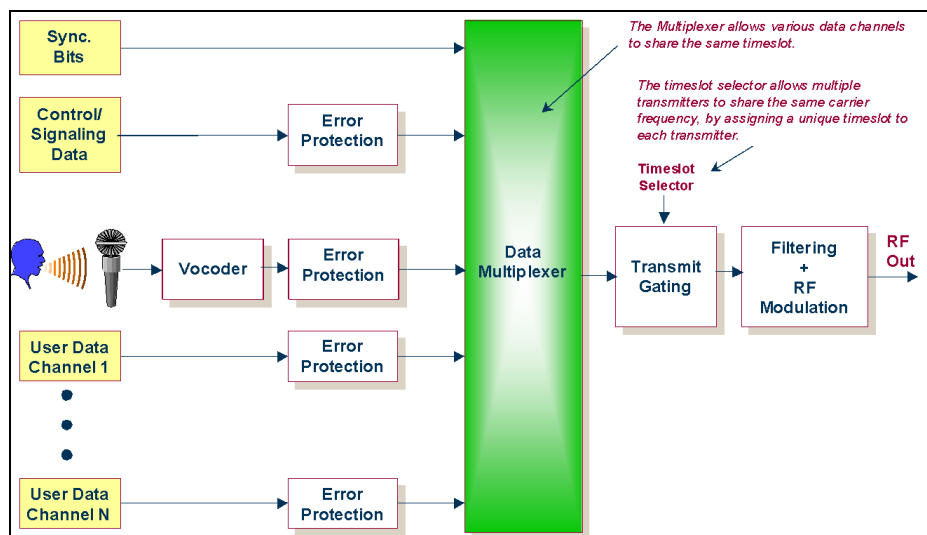 Sync.
Bits
The Multiplexer allows various data channels
to share the same timeslot.
The timeslot selector allows multiple
transmitters to share the same carrier
frequency, by assigning a unique timeslot to
each transmitter.
Control/
Signaling
Data
Error
Protection
Timeslot
Selector
Vocoder
Error
Protection
Data
Multiplexer
Transmit
Gating
Filtering
+
RF
Modulation
RF
Out
User Data
Channel 1
Error
Protection
User Data
Channel N
Error
Protection